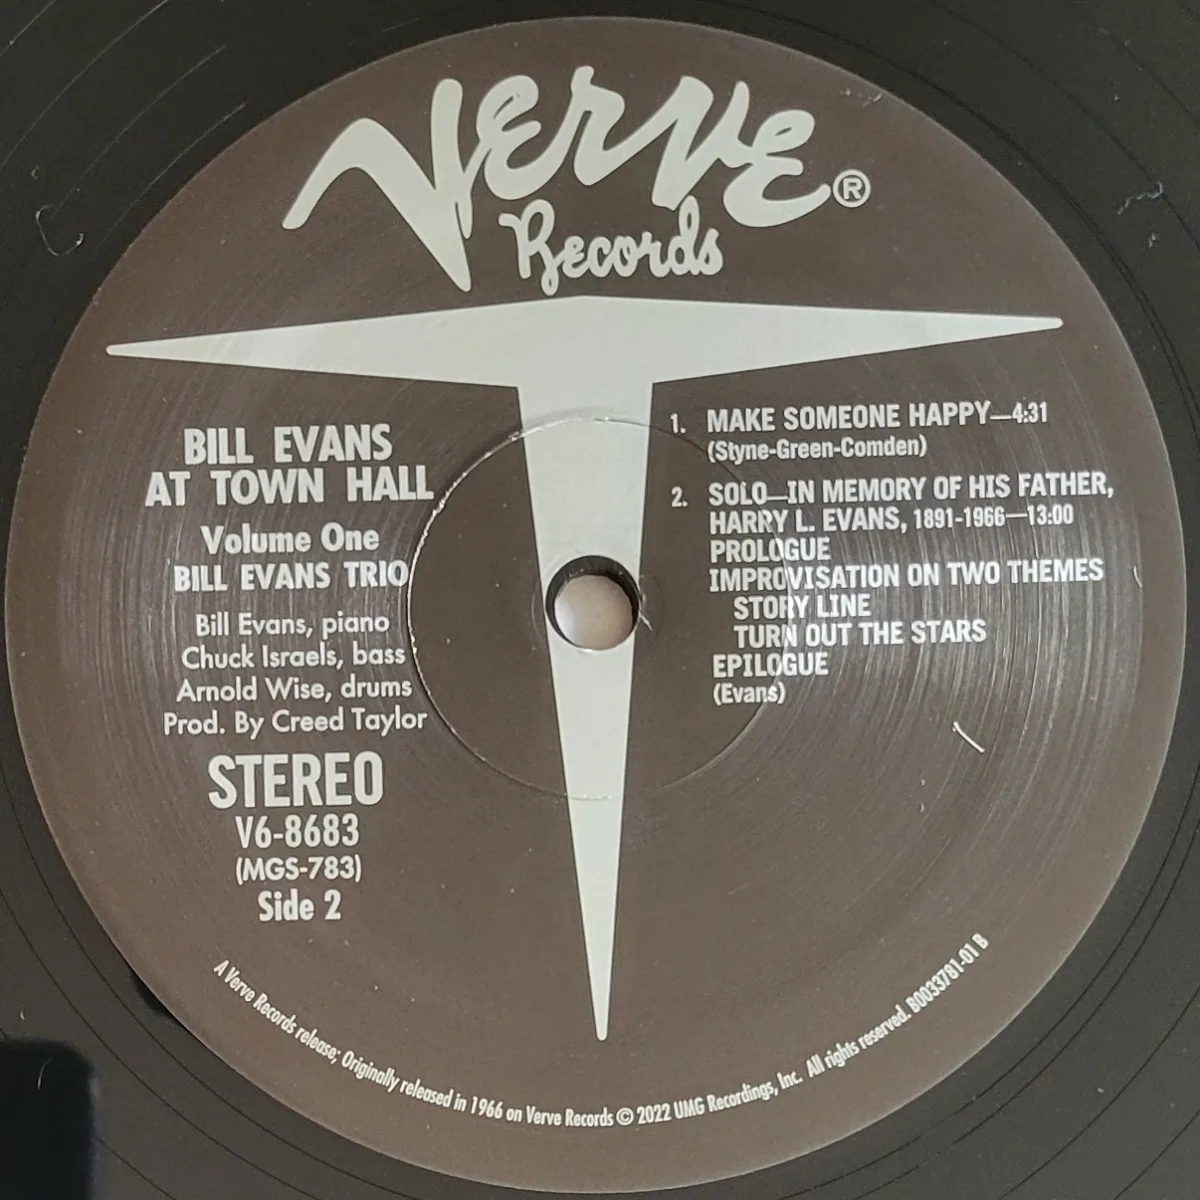 Verve®
Records
BILL EVANS
AT TOWN HALL
Volume One
BILL EVANS TRIO
Bill Evans, piano
Chuck Israels, bass
Arnold Wise, drums
Prod. By Creed Taylor
STEREO
V6-8683
(MGS-783)
Side 2
1. MAKE SOMEONE HAPPY—4:31
(Styne-Green-Comden)
2. SOLO—IN MEMORY OF HIS FATHER,
HARRY L. EVANS, 1891-1966—13:00
PROLOGUE
IMPROVISATION ON TWO THEMES
STORY LINE
TURN OUT THE STARS
EPILOGUE
(Evans)
A Verve Records release; Originally released in 1966 on Verve Records © 2022 UMG Recordings, Inc. All rights reserved. B0033781-01 B